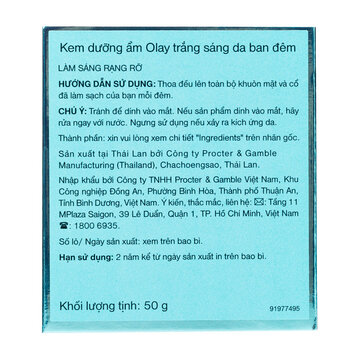 Kem dưỡng ẩm Olay trắng sáng da ban đêm
LÀM SÁNG RẠNG RỠ
HƯỚNG DẪN SỬ DỤNG: Thoa đều lên toàn bộ khuôn mặt và cổ
đã làm sạch của bạn mỗi đêm.
CHÚ Ý: Tránh để dính vào mắt. Nếu sản phẩm dính vào mắt, hãy
rửa ngay với nước. Ngưng sử dụng nếu xảy ra kích ứng da.
Thành phần: xin vui lòng xem chi tiết "Ingredients" trên nhãn gốc.
Sản xuất tại Thái Lan bởi Công ty Procter & Gamble
Manufacturing (Thailand), Chachoengsao, Thái Lan.
Nhập khẩu bởi Công ty TNHH Procter & Gamble Việt Nam, Khu
Công nghiệp Đồng An, Phường Bình Hòa, Thành phố Thuận An,
Tỉnh Bình Dương, Việt Nam. Ý kiến, thắc mắc, liên hệ: Tầng 11
MPlaza Saigon, 39 Lê Duẩn, Quận 1, TP. Hồ Chí Minh, Việt Nam
☎: 1800 6935.
Số lô/ Ngày sản xuất: xem trên bao bì.
Hạn sử dụng: 2 năm kể từ ngày sản xuất in trên bao bì.
Khối lượng tịnh: 50 g
91977495